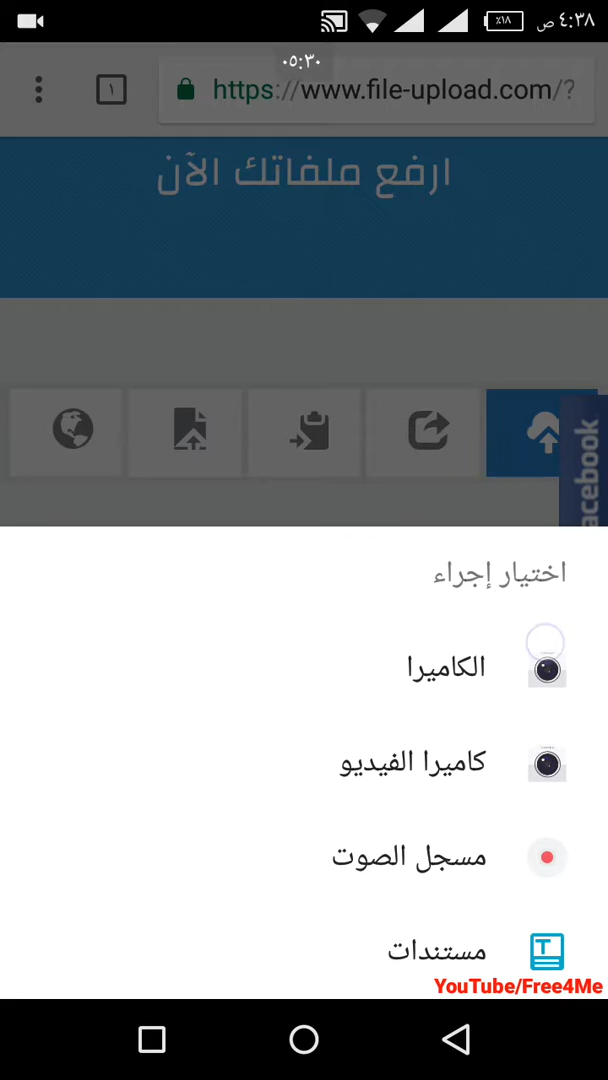 ٤:٣٨ ص
٪١٨
٠٥:٣٠
١
https://www.file-upload.com/?
ارفع ملفاتك الآن
acebook
اختيار إجراء
الكاميرا
كاميرا الفيديو
مسجل الصوت
مستندات
YouTube/Free4Me